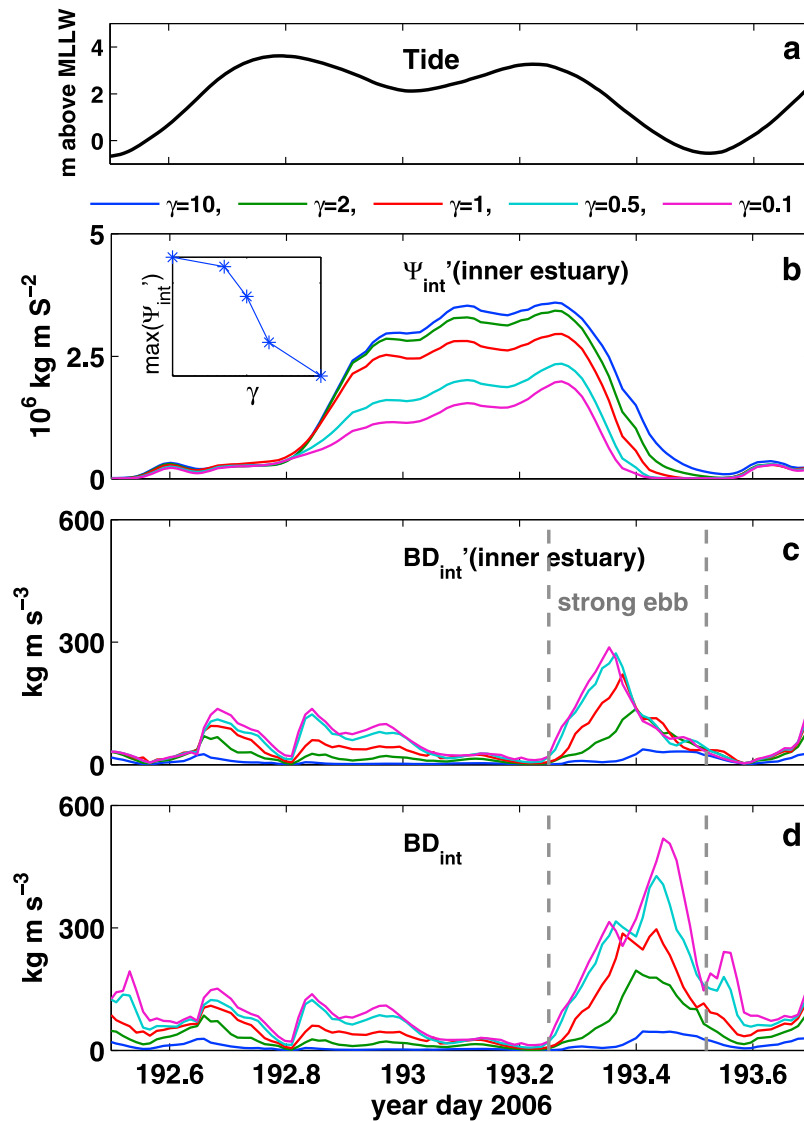 m above MLLW
4
2
0
Tide
a
γ=10, γ=2, γ=1, γ=0.5, γ=0.1
10⁶ kg m S⁻²
5
2.5
0
max(Ψint')
γ
Ψint'(inner estuary)
b
kg m s⁻³
600
300
0
BDint'(inner estuary)
strong ebb
c
kg m s⁻³
600
300
0
BDint
d
192.6 192.8 193 193.2 193.4 193.6
year day 2006